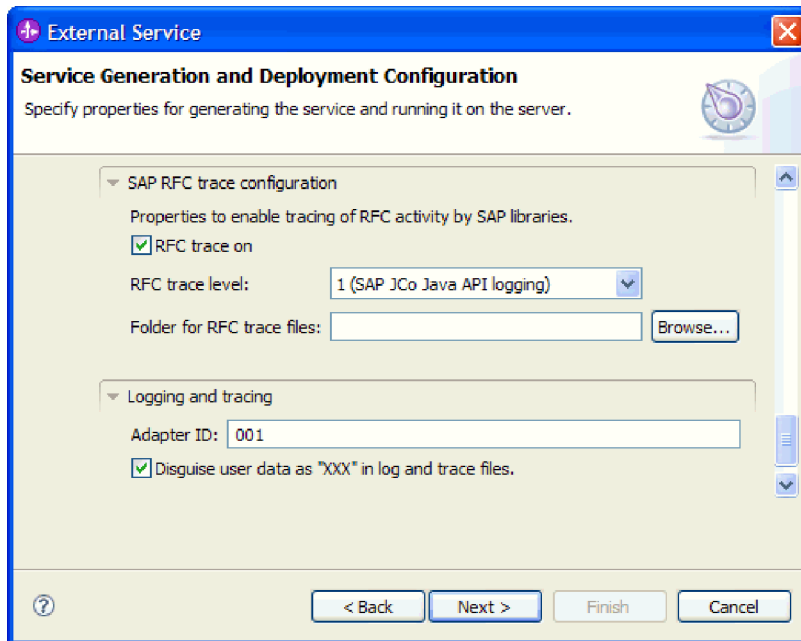 External Service
Service Generation and Deployment Configuration
Specify properties for generating the service and running it on the server.
SAP RFC trace configuration
Properties to enable tracing of RFC activity by SAP libraries.
RFC trace on
RFC trace level: 1 (SAP JCo Java API logging)
Folder for RFC trace files: Browse...
Logging and tracing
Adapter ID: 001
Disguise user data as "XXX" in log and trace files.
? < Back Next > Finish Cancel